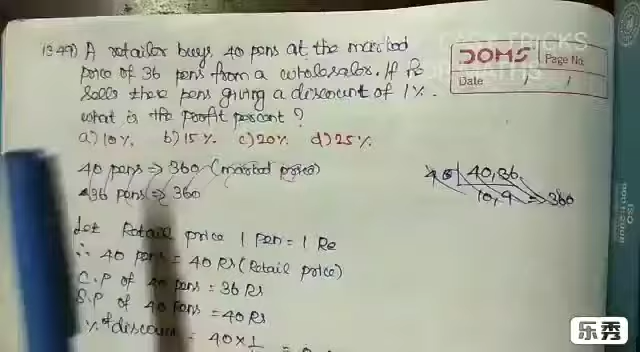 1349) A retailer buys 40 pens at the marked
price of 36 pens from a wholesaler. If he
sells these pens giving a discount of 1%.
what is the profit percent?
a) 10%. b) 15%. c) 20%. d) 25%.
40 pens => 360 (marked price)
36 pens => 360
40, 36
10, 9 => 360
Let Retail price 1 pen = 1 Re
∴ 40 pens = 40 Rs (Retail price)
C.P of 40 pens = 36 Rs
S.P of 40 pens = 40 Rs
% of discount = 40 × 1
DOMS
Page No.
Date / /
TRICKS
ISO
乐秀